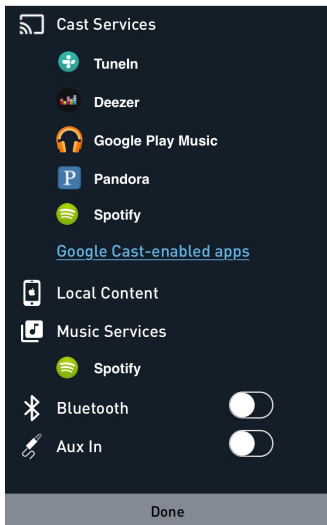 Cast Services
TuneIn
Deezer
Google Play Music
P Pandora
Spotify
Google Cast-enabled apps
Local Content
Music Services
Spotify
Bluetooth
Aux In
Done